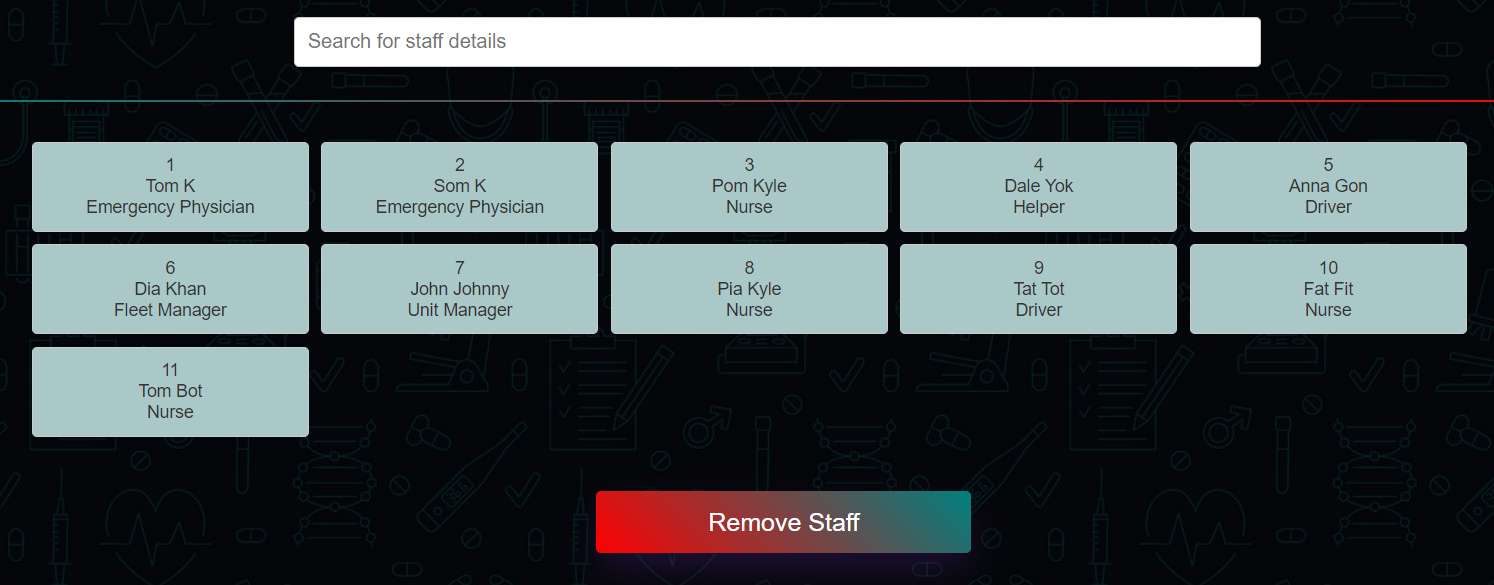 Search for staff details
1
Tom K
Emergency Physician
2
Som K
Emergency Physician
3
Pom Kyle
Nurse
4
Dale Yok
Helper
5
Anna Gon
Driver
6
Dia Khan
Fleet Manager
7
John Johnny
Unit Manager
8
Pia Kyle
Nurse
9
Tat Tot
Driver
10
Fat Fit
Nurse
11
Tom Bot
Nurse
Remove Staff